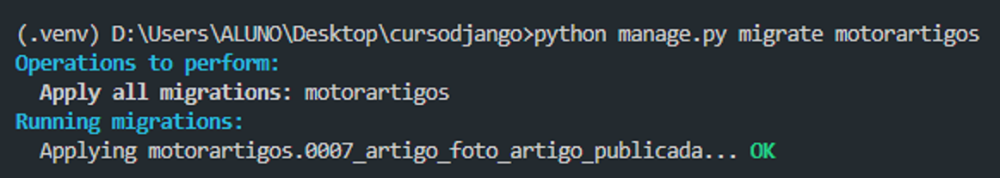 (.venv) D:\Users\ALUNO\Desktop\cursodjango>python manage.py migrate motorartigos
Operations to perform:
  Apply all migrations: motorartigos
Running migrations:
  Applying motorartigos.0007_artigo_foto_artigo_publicada... OK